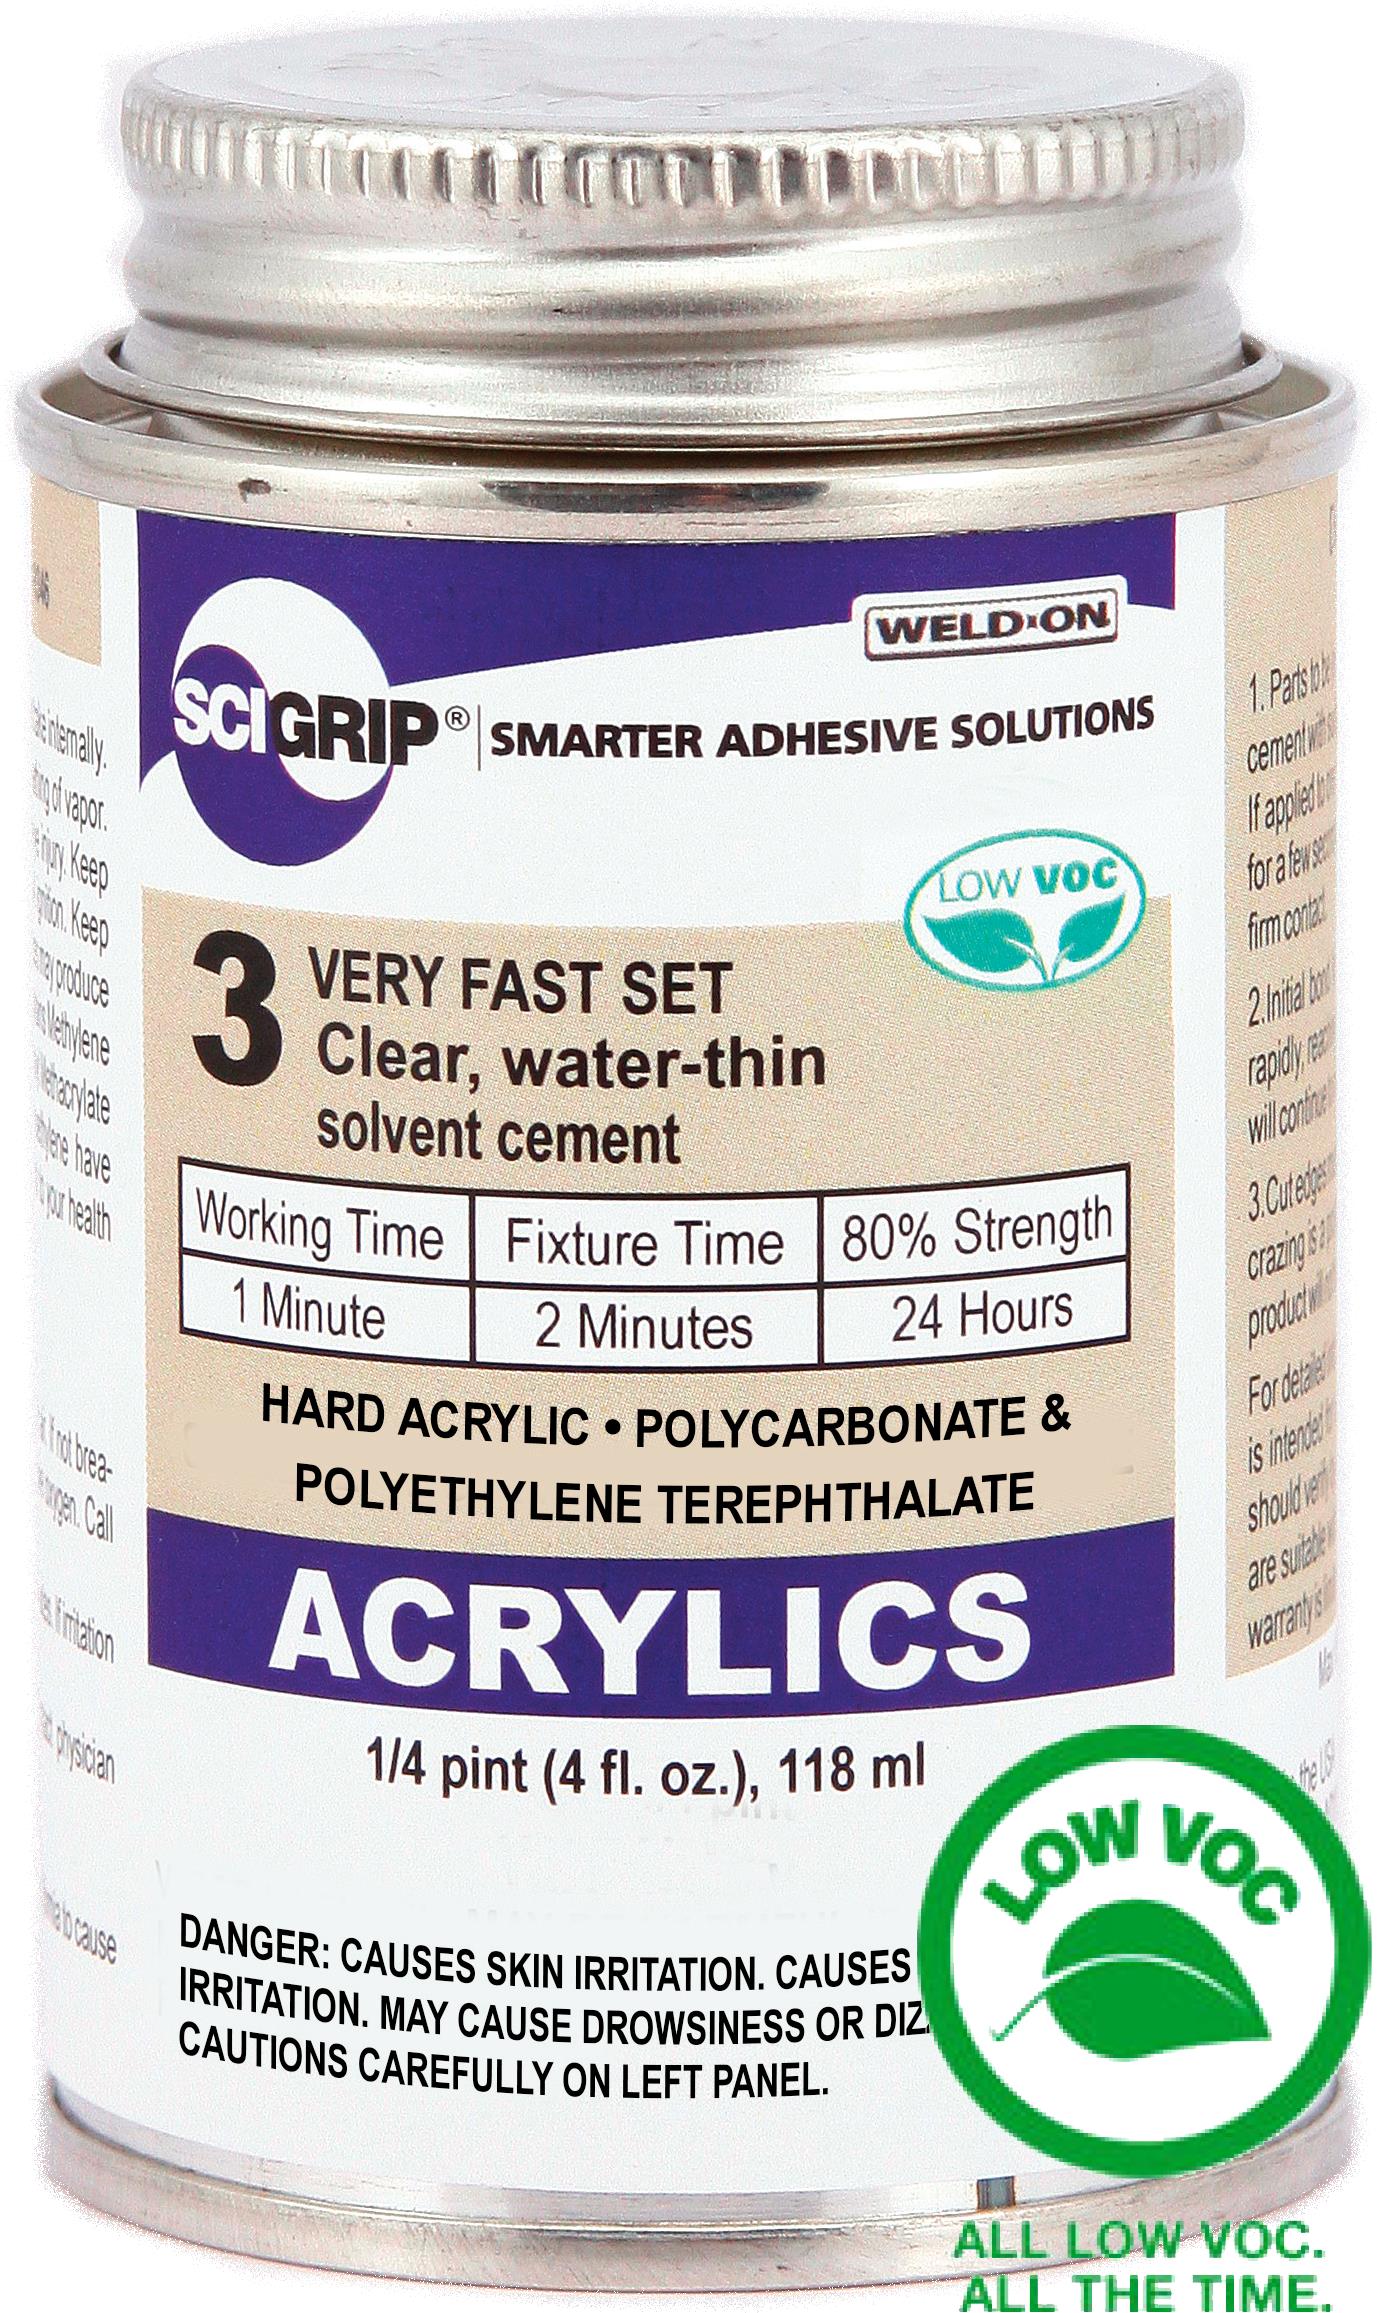 WELD-ON
SCIGRIP® | SMARTER ADHESIVE SOLUTIONS
LOW VOC
3 VERY FAST SET
Clear, water-thin
solvent cement
Working Time Fixture Time 80% Strength
1 Minute 2 Minutes 24 Hours
HARD ACRYLIC • POLYCARBONATE &
POLYETHYLENE TEREPHTHALATE
ACRYLICS
1/4 pint (4 fl. oz.), 118 ml
DANGER: CAUSES SKIN IRRITATION. CAUSES
IRRITATION. MAY CAUSE DROWSINESS OR
CAUTIONS CAREFULLY ON LEFT PANEL.
internally.
of vapor.
injury. Keep
Keep
may produce
Methylene
Methacrylate
have
your health
if not brea-
oxygen. Call
If irritation
physician
to cause
1. Parts to be
cement with
If applied to
for a few
firm contact.
2. Initial bond
rapidly,
will continue
3. Cut edges
crazing is a
product will
For detailed
is intended
should verify
are suitable
warranty is
the USA
LOW VOC
ALL LOW VOC.
ALL THE TIME.